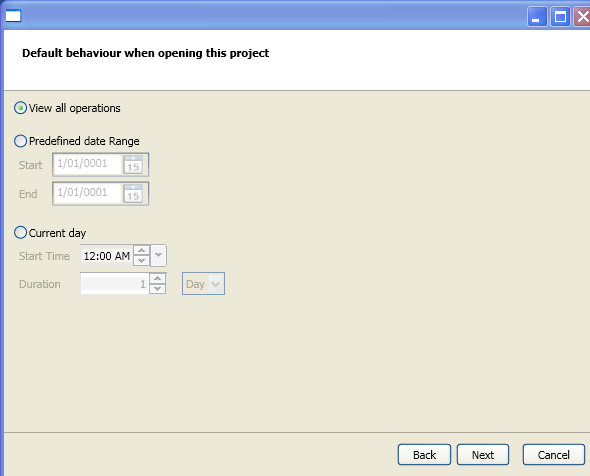 Default behaviour when opening this project
View all operations
Predefined date Range
Start 1/01/0001 15
End 1/01/0001 15
Current day
Start Time 12:00 AM
Duration 1 Day
Back Next Cancel